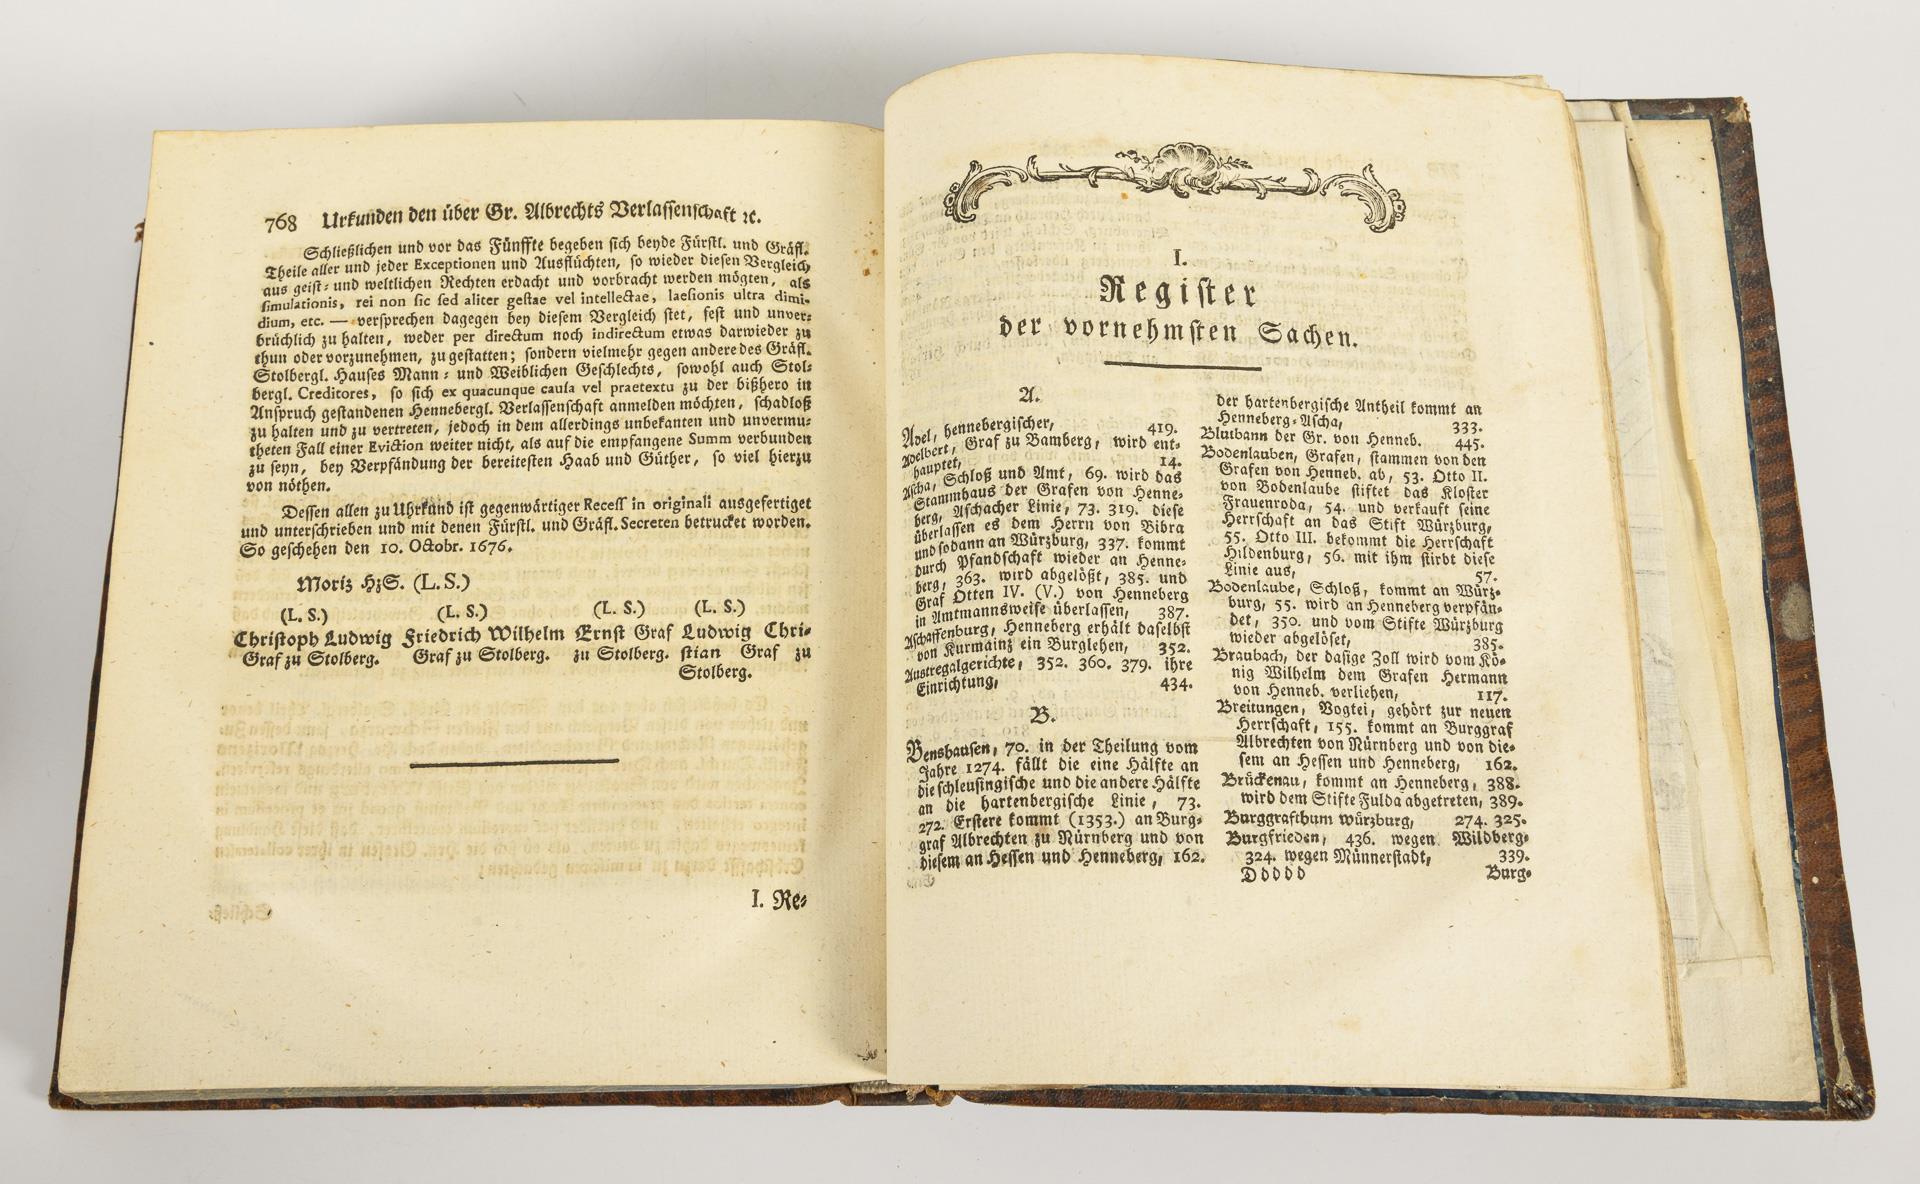 768 Urkunden den über Gr. Albrechts Verlassenschaft ꝛc.
Schließlichen und vor das Fünffte begeben sich beyde Fürstl. und Gräfl.
Theile aller und jeder Exceptionen und Ausflüchten, so wieder diesen Vergleich,
aus geist- und weltlichen Rechten erdacht und vorbracht werden mögten, als
simulationis, rei non sic sed aliter gestae vel intellectae, laesionis ultra dimi-
dium, etc. — versprechen dagegen bey diesem Vergleich stet, fest und unver-
brüchlich zu halten, weder per directum noch indirectum etwas darwieder zu
thun oder vorzunehmen, zu gestatten; sondern vielmehr gegen andere des Gräfl.
Stolbergl. Hauses Mann- und Weiblichen Geschlechts, sowohl auch Stol-
bergl. Creditores, so sich ex quacunque causa vel praetextu zu der bißhero in
Anspruch gestandenen Hennebergl. Verlassenschaft anmelden möchten, schadloß
zu halten und zu vertreten, jedoch in dem allerdings unbekanten und unvermu-
theten Fall einer Eviction weiter nicht, als auf die empfangene Summ verbunden
zu seyn, bey Verpfändung der bereitesten Haab und Güther, so viel hierzu
von nöthen.
Dessen allen zu Uhrkund ist gegenwärtiger Recess in originali ausgefertiget
und unterschrieben und mit denen Fürstl. und Gräfl. Secreten betrucket worden.
So geschehen den 10. Octobr. 1676.
Moriz HzS. (L. S.)
(L. S.) (L. S.) (L. S.) (L. S.)
Christoph Ludwig Friedrich Wilhelm Ernst Graf Ludwig Chri-
Graf zu Stolberg. Graf zu Stolberg. zu Stolberg. stian Graf zu
Stolberg.
I. Re-
I.
Register
der vornehmsten Sachen.
A.
Adel, hennebergischer, 419.
Adelbert, Graf zu Bamberg, wird ent-
hauptet, 14.
Ascha, Schloß und Amt, 69. wird das
Stammhaus der Grafen von Henne-
berg, Aschacher Linie, 73. 319. diese
überlassen es dem Herrn von Bibra
und sodann an Würzburg, 337. kommt
durch Pfandschaft wieder an Henne-
berg, 363. wird abgelößt, 385. und
Graf Otten IV. (V.) von Henneberg
in Amtmannsweise überlassen, 387.
Aschaffenburg, Henneberg erhält daselbst
von Kurmainz ein Burglehen, 352.
Austregalgerichte, 352. 360. 379. ihre
Einrichtung, 434.
B.
Benshausen, 70. in der Theilung vom
Jahre 1274. fällt die eine Hälfte an
die schleusingische und die andere Hälfte
an die hartenbergische Linie, 73.
272. Erstere kommt (1353.) an Burg-
graf Albrechten zu Nürnberg und von
diesem an Hessen und Henneberg, 162.
der hartenbergische Antheil kommt an
Henneberg-Ascha, 333.
Blutbann der Gr. von Henneb. 445.
Bodenlauben, Grafen, stammen von den
Grafen von Henneb. ab, 53. Otto II.
von Bodenlaube stiftet das Kloster
Frauenroda, 54. und verkauft seine
Herrschaft an das Stift Würzburg,
55. Otto III. bekommt die Herrschaft
Hildenburg, 56. mit ihm stirbt diese
Linie aus, 57.
Bodenlaube, Schloß, kommt an Würz-
burg, 55. wird an Henneberg verpfän-
det, 350. und vom Stifte Würzburg
wieder abgelöset, 385.
Braubach, der dasige Zoll wird vom Kö-
nig Wilhelm dem Grafen Hermann
von Henneb. verliehen, 117.
Breitungen, Vogtei, gehört zur neuen
Herrschaft, 155. kommt an Burggraf
Albrechten von Nürnberg und von die-
sem an Hessen und Henneberg, 162.
Brückenau, kommt an Henneberg, 388.
wird dem Stifte Fulda abgetreten, 389.
Burggrafthum würzburg, 274. 325.
Burgfrieden, 436. wegen Wildberg-
324. wegen Münnerstadt, 339.
Ddddd Burg-